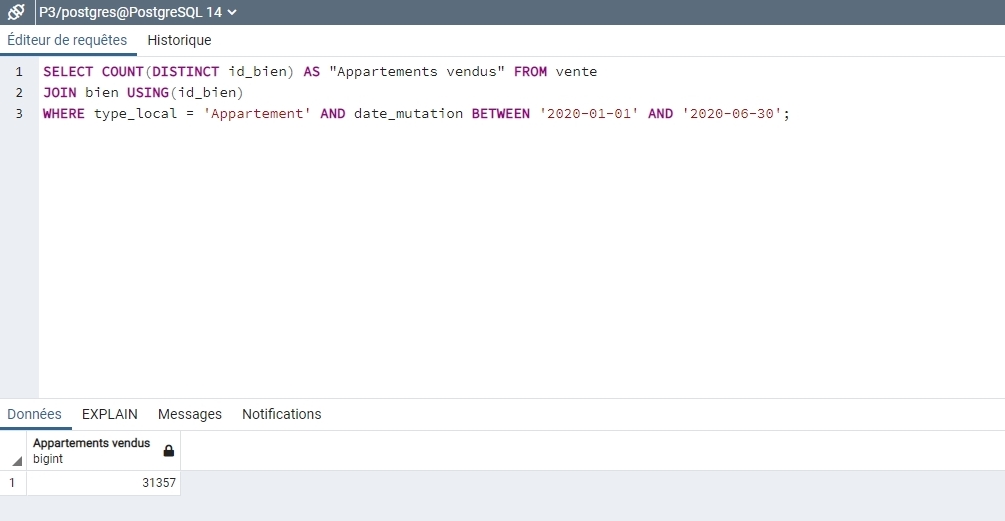 P3/postgres@PostgreSQL 14
Éditeur de requêtes Historique
1 SELECT COUNT(DISTINCT id_bien) AS "Appartements vendus" FROM vente
2 JOIN bien USING(id_bien)
3 WHERE type_local = 'Appartement' AND date_mutation BETWEEN '2020-01-01' AND '2020-06-30';
Données EXPLAIN Messages Notifications
Appartements vendus
bigint
1 31357